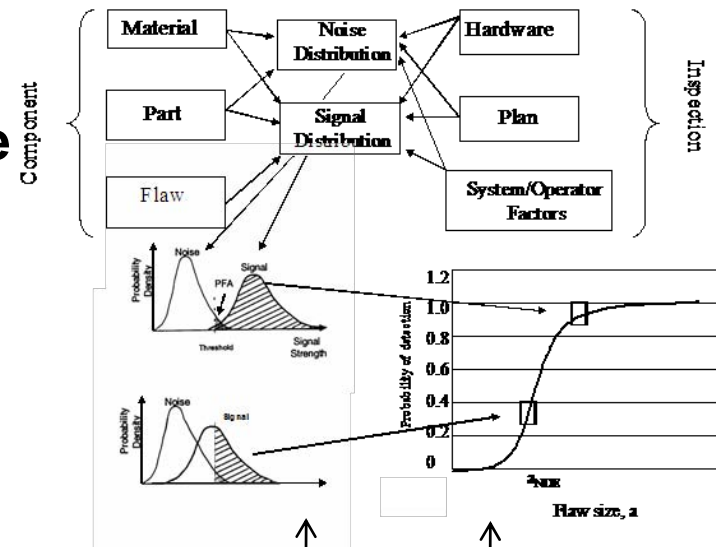 Material
Noise
Distribution
Hardware
Component
Part
Signal
Distribution
Plan
Inspection
e
Flaw
System/Operator
Factors
Noise
Signal
PFA
Probability
Density
Threshold
Signal
Strength
Noise
Signal
Probability
Density
1.2
1.0
0.8
0.6
0.4
0.2
0
Probability of detection
aNDE
Flaw size, a